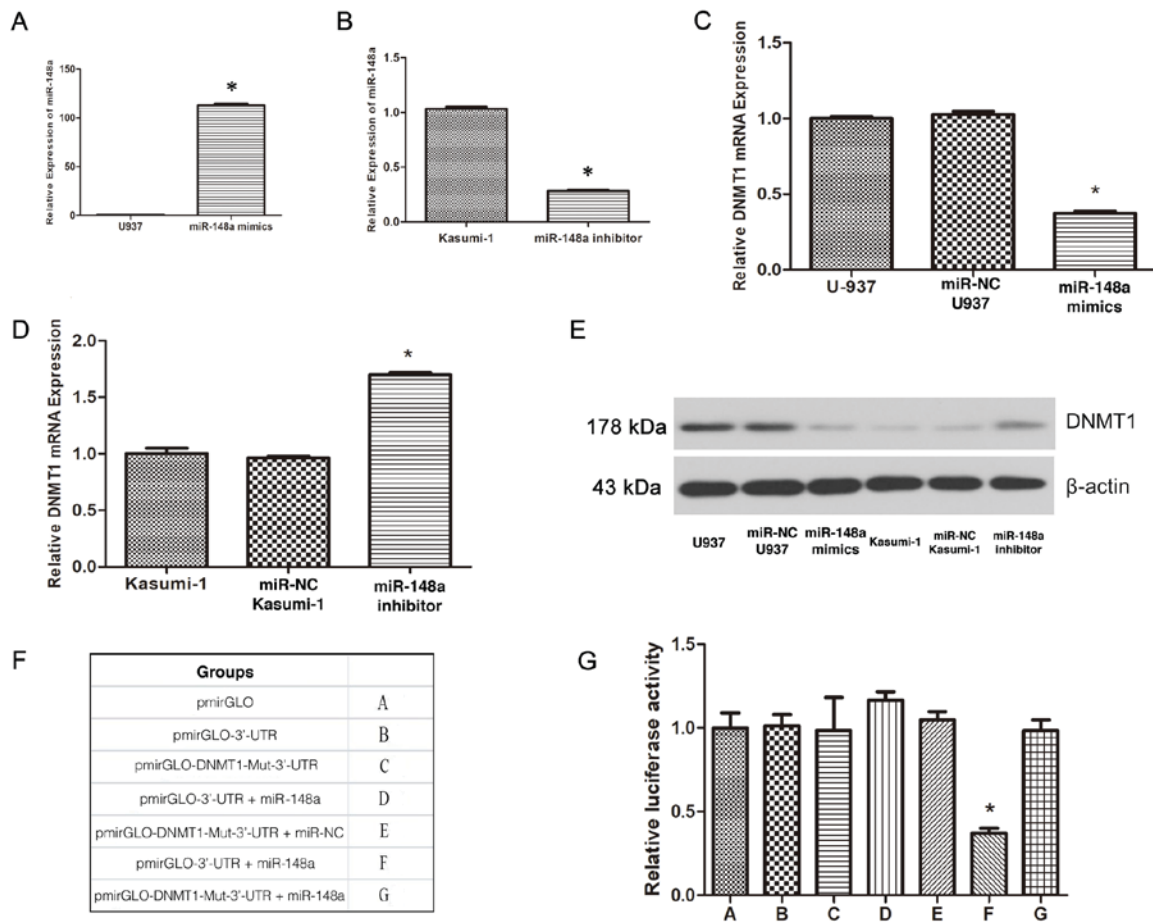 A
Relative Expression of miR-148a
150
100
50
0
*
U937
miR-148a mimics
B
Relative Expression of miR-148a
1.5
1.0
0.5
0.0
*
Kasumi-1
miR-148a inhibitor
C
Relative DNMT1 mRNA Expression
1.5
1.0
0.5
0.0
*
U-937
miR-NC
U937
miR-148a
mimics
D
Relative DNMT1 mRNA Expression
2.0
1.5
1.0
0.5
0.0
*
Kasumi-1
miR-NC
Kasumi-1
miR-148a
inhibitor
E
178 kDa
DNMT1
43 kDa
β-actin
U937
miR-NC
U937
miR-148a
mimics
Kasumi-1
miR-NC
Kasumi-1
miR-148a
inhibitor
F
Groups
pmirGLO A
pmirGLO-3'-UTR B
pmirGLO-DNMT1-Mut-3'-UTR C
pmirGLO-3'-UTR + miR-148a D
pmirGLO-DNMT1-Mut-3'-UTR + miR-NC E
pmirGLO-3'-UTR + miR-148a F
pmirGLO-DNMT1-Mut-3'-UTR + miR-148a G
G
Relative luciferase activity
1.5
1.0
0.5
0.0
*
A B C D E F G